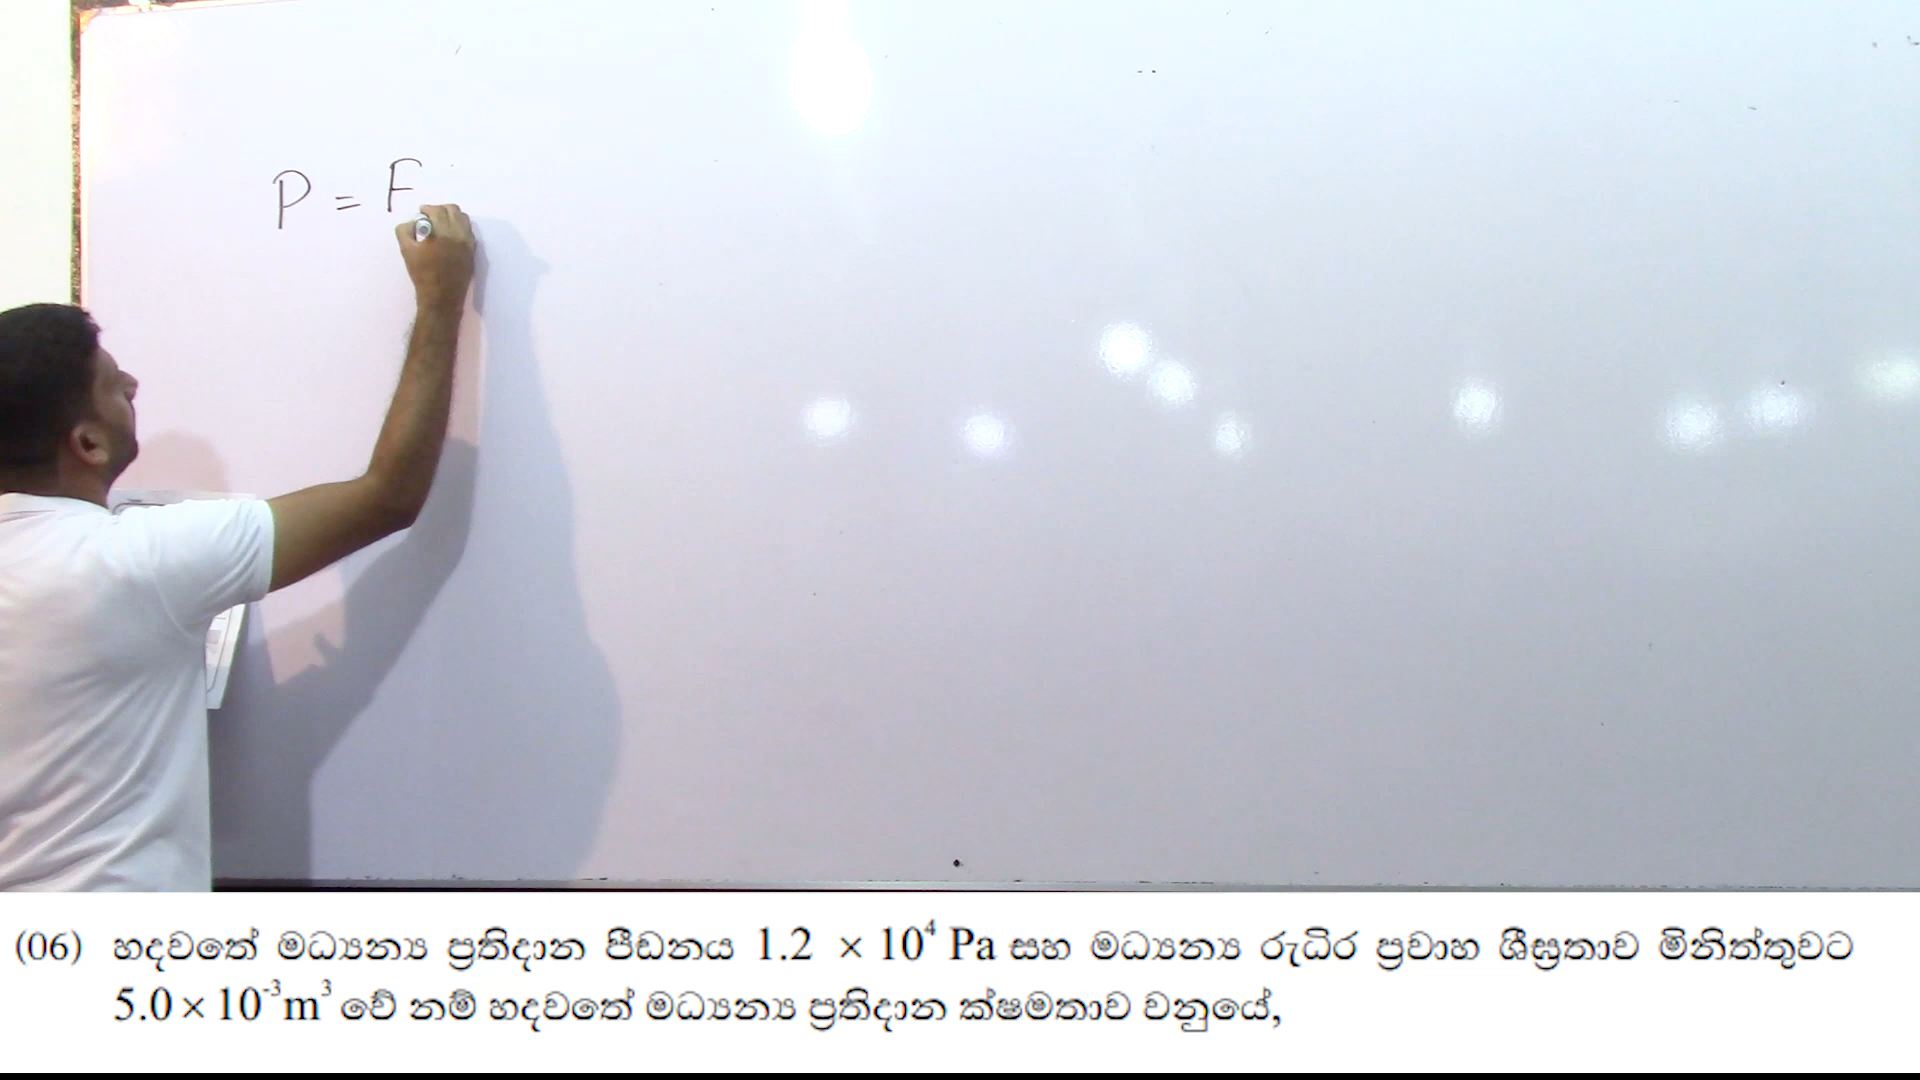 P = F
(06) හදවතේ මධ්‍යන්‍ය ප්‍රතිදාන පීඩනය 1.2 × 10⁴ Pa සහ මධ්‍යන්‍ය රුධිර ප්‍රවාහ ශීඝ්‍රතාව මිනිත්තුවට
5.0 × 10⁻³m³ වේ නම් හදවතේ මධ්‍යන්‍ය ප්‍රතිදාන ක්ෂමතාව වනුයේ,